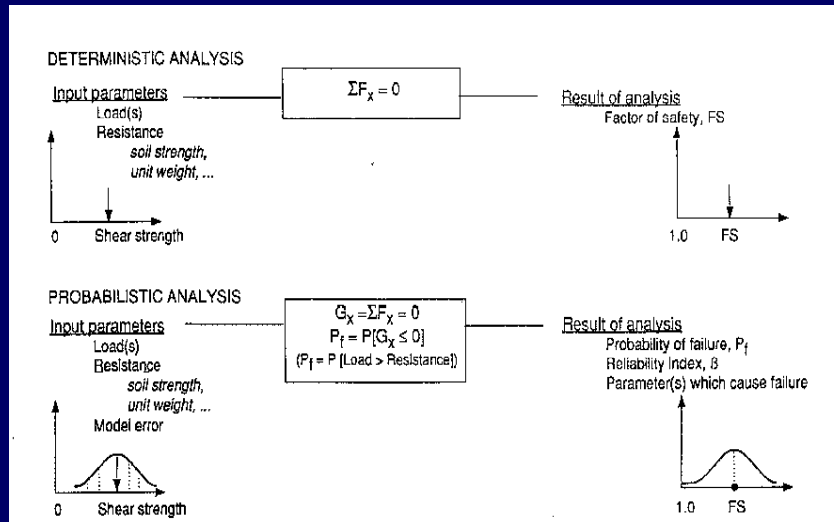 DETERMINISTIC ANALYSIS
Input parameters
Load(s)
Resistance
soil strength,
unit weight, ...
0 Shear strength
ΣFx = 0
Result of analysis
Factor of safety, FS
1.0 FS
PROBABILISTIC ANALYSIS
Input parameters
Load(s)
Resistance
soil strength,
unit weight, ...
Model error
0 Shear strength
Gx = ΣFx = 0
Pf = P[Gx ≤ 0]
(Pf = P [Load > Resistance])
Result of analysis
Probability of failure, Pf
Reliability Index, β
Parameter(s) which cause failure
1.0 FS